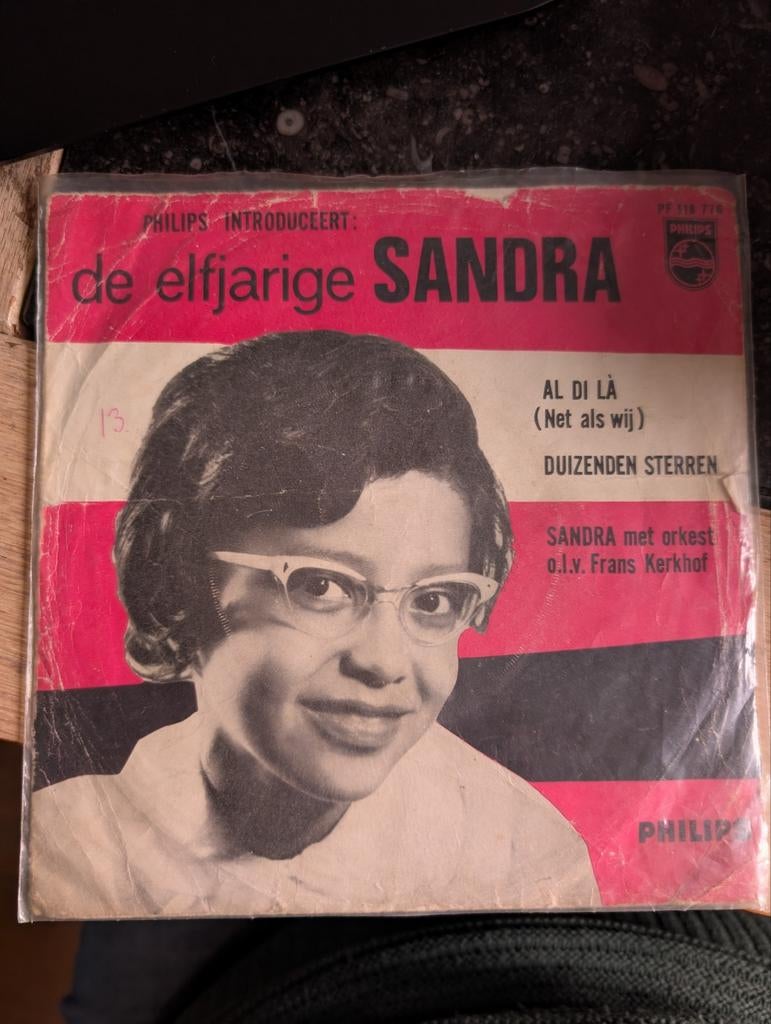 PHILIPS INTRODUCEERT:
PF 318 776
PHILIPS
de elfjarige SANDRA
AL DI LÀ
(Net als wij)
13.
DUIZENDEN STERREN
SANDRA met orkest
o.l.v. Frans Kerkhof
PHILIPS